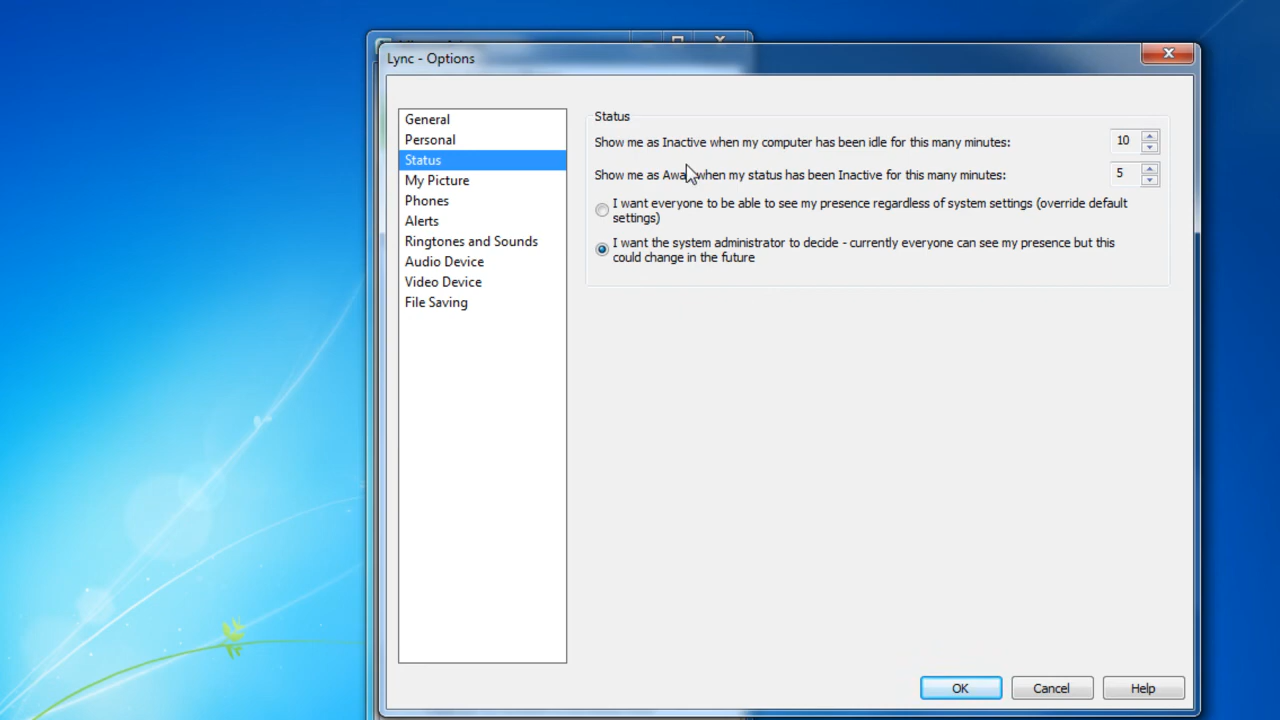 Lync - Options
General
Personal
Status
My Picture
Phones
Alerts
Ringtones and Sounds
Audio Device
Video Device
File Saving
Status
Show me as Inactive when my computer has been idle for this many minutes: 10
Show me as Away when my status has been Inactive for this many minutes: 5
I want everyone to be able to see my presence regardless of system settings (override default
settings)
I want the system administrator to decide - currently everyone can see my presence but this
could change in the future
OK Cancel Help